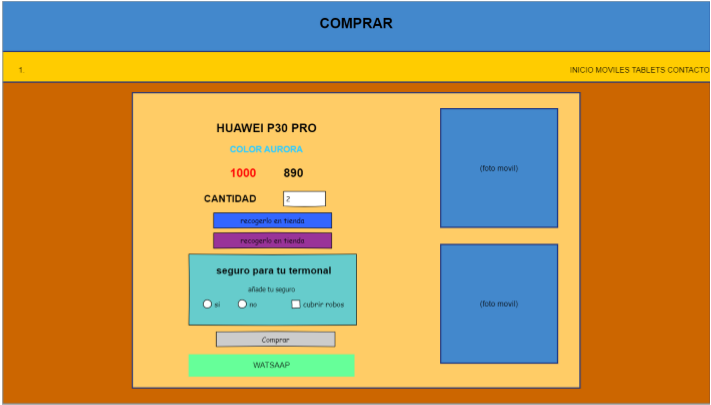 COMPRAR
1.
INICIO MOVILES TABLETS CONTACTO
HUAWEI P30 PRO
COLOR AURORA
1000 890
CANTIDAD 2
recogerlo en tienda
recogerlo en tienda
seguro para tu termonal
añade tu seguro
si no cubrir robos
Comprar
WATSAAP
(foto movil)
(foto movil)